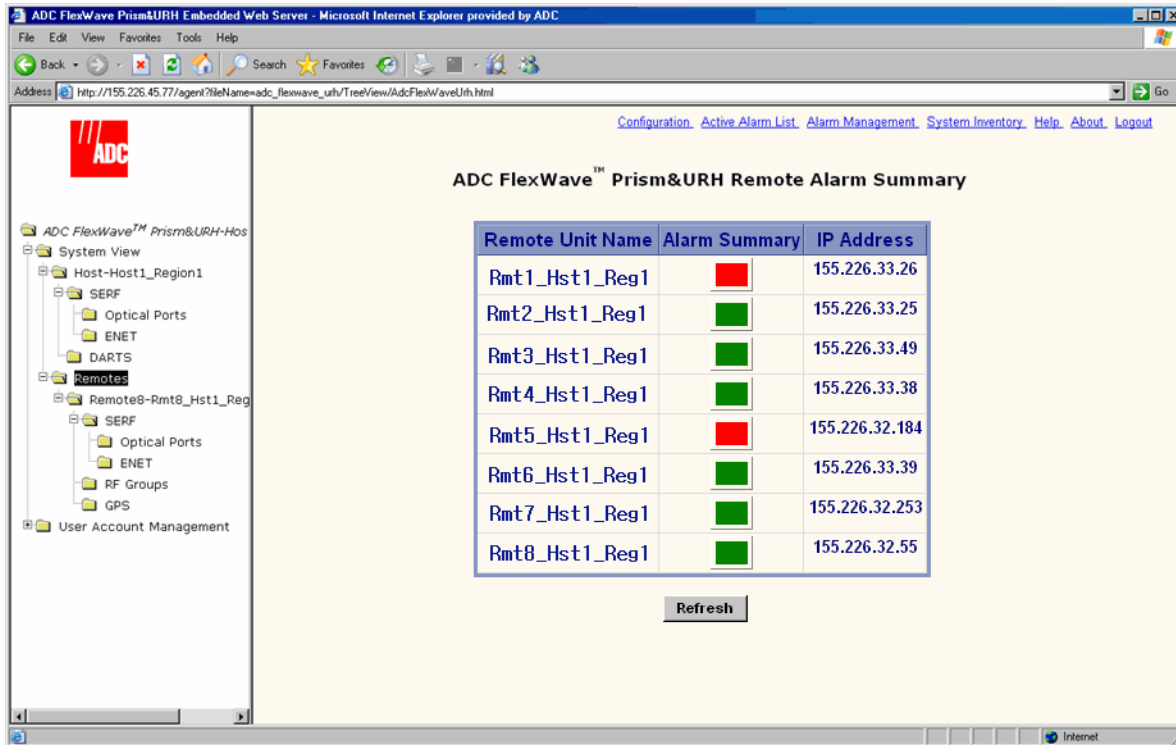 ADC FlexWave Prism&URH Embedded Web Server - Microsoft Internet Explorer provided by ADC
File Edit View Favorites Tools Help
Back Search Favorites
Address http://155.226.45.77/agent?fileName=adc_flexwave_urh/TreeView/AdcFlexWaveUrh.html Go
ADC
Configuration Active Alarm List Alarm Management System Inventory Help About Logout
ADC FlexWave™ Prism&URH Remote Alarm Summary
ADC FlexWave™ Prism&URH-Hos
System View
Host-Host1_Region1
SERF
Optical Ports
ENET
DARTS
Remotes
Remote8-Rmt8_Hst1_Reg
SERF
Optical Ports
ENET
RF Groups
GPS
User Account Management
Remote Unit Name Alarm Summary IP Address
Rmt1_Hst1_Reg1 155.226.33.26
Rmt2_Hst1_Reg1 155.226.33.25
Rmt3_Hst1_Reg1 155.226.33.49
Rmt4_Hst1_Reg1 155.226.33.38
Rmt5_Hst1_Reg1 155.226.32.184
Rmt6_Hst1_Reg1 155.226.33.39
Rmt7_Hst1_Reg1 155.226.32.253
Rmt8_Hst1_Reg1 155.226.32.55
Refresh
Internet